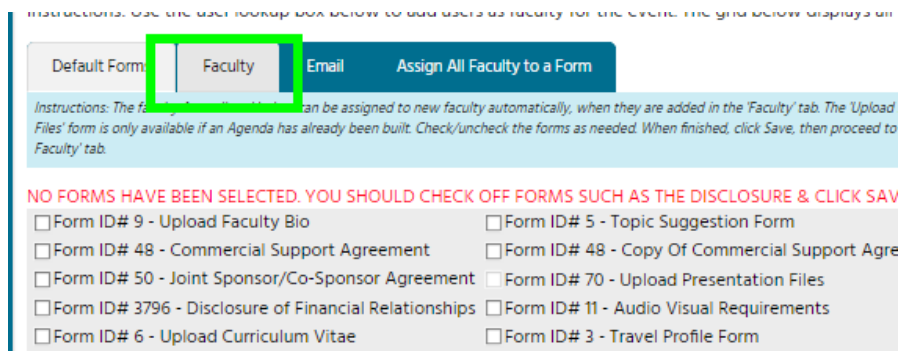 Instructions: Use the user lookup box below to add users as faculty for the event. The grid below displays all
Default Form Faculty Email Assign All Faculty to a Form
Instructions: The can be assigned to new faculty automatically, when they are added in the 'Faculty' tab. The 'Upload
Files' form is only available if an Agenda has already been built. Check/uncheck the forms as needed. When finished, click Save, then proceed to
Faculty' tab.
NO FORMS HAVE BEEN SELECTED. YOU SHOULD CHECK OFF FORMS SUCH AS THE DISCLOSURE & CLICK SAV
Form ID# 9 - Upload Faculty Bio Form ID# 5 - Topic Suggestion Form
Form ID# 48 - Commercial Support Agreement Form ID# 48 - Copy Of Commercial Support Agre
Form ID# 50 - Joint Sponsor/Co-Sponsor Agreement Form ID# 70 - Upload Presentation Files
Form ID# 3796 - Disclosure of Financial Relationships Form ID# 11 - Audio Visual Requirements
Form ID# 6 - Upload Curriculum Vitae Form ID# 3 - Travel Profile Form